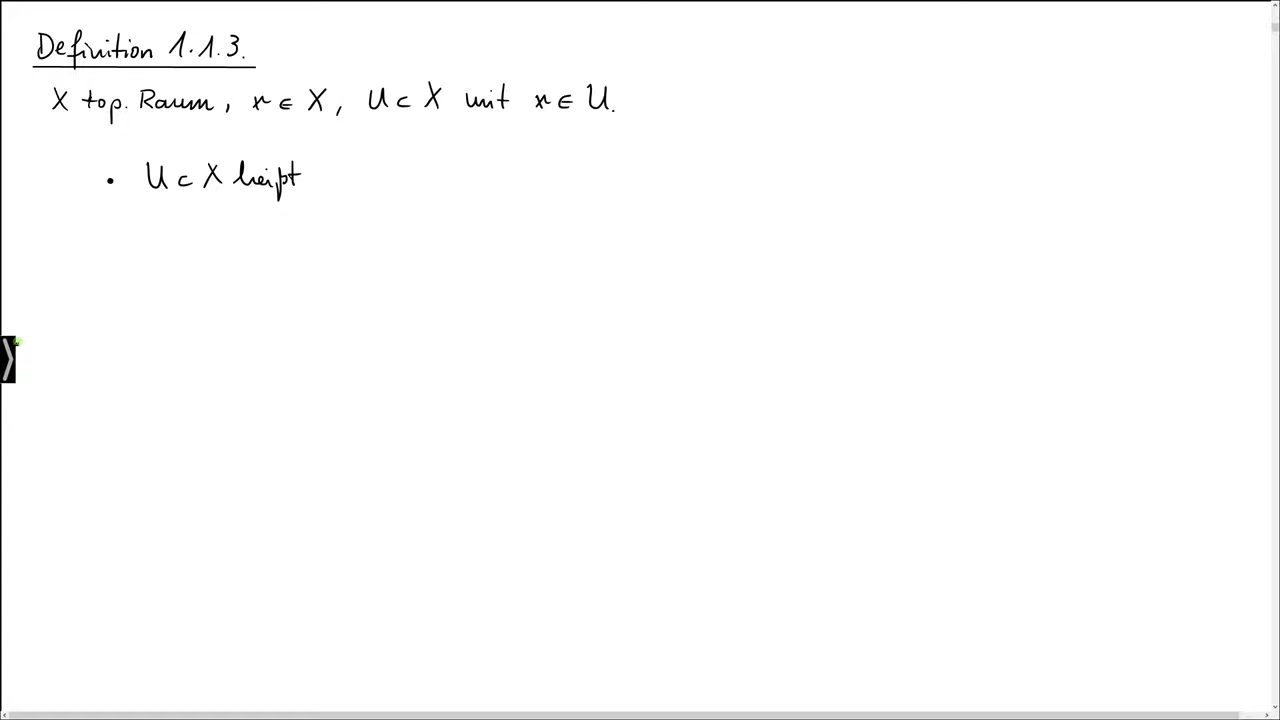 Definition 1.1.3.
X top. Raum, x ∈ X, U ⊂ X mit x ∈ U.
• U ⊂ X heißt